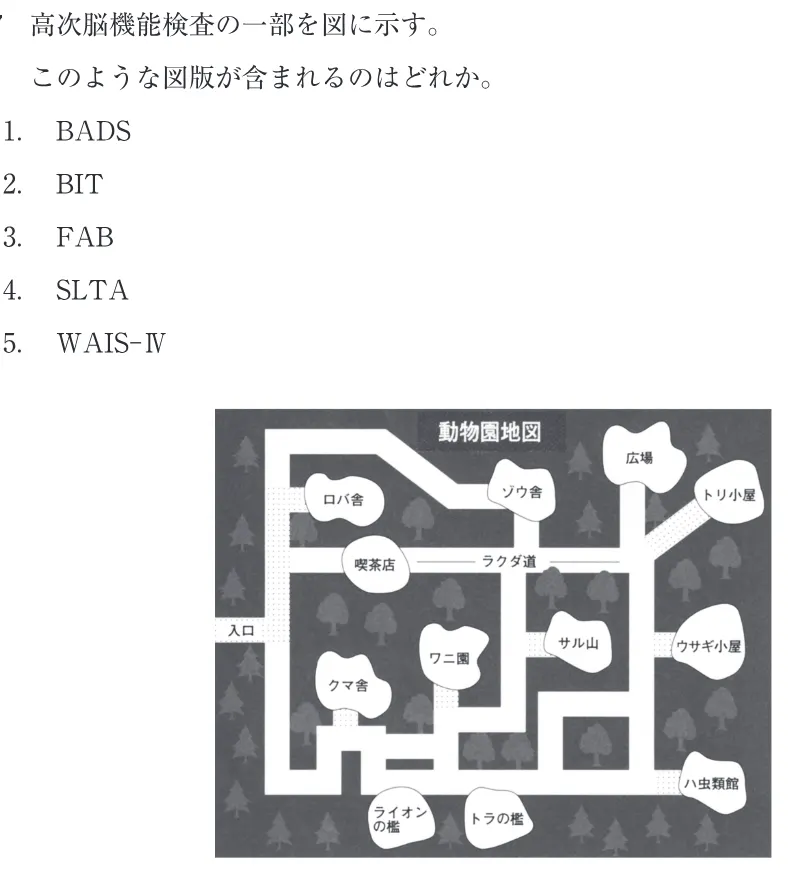 高次脳機能検査の一部を図に示す。
このような図版が含まれるのはどれか。
1. BADS
2. BIT
3. FAB
4. SLTA
5. WAIS-Ⅳ
動物園地図
広場
トリ小屋
ゾウ舎
ロバ舎
喫茶店
ラクダ道
入口
サル山
ウサギ小屋
ワニ園
クマ舎
ハ虫類館
ライオン
の檻
トラの檻